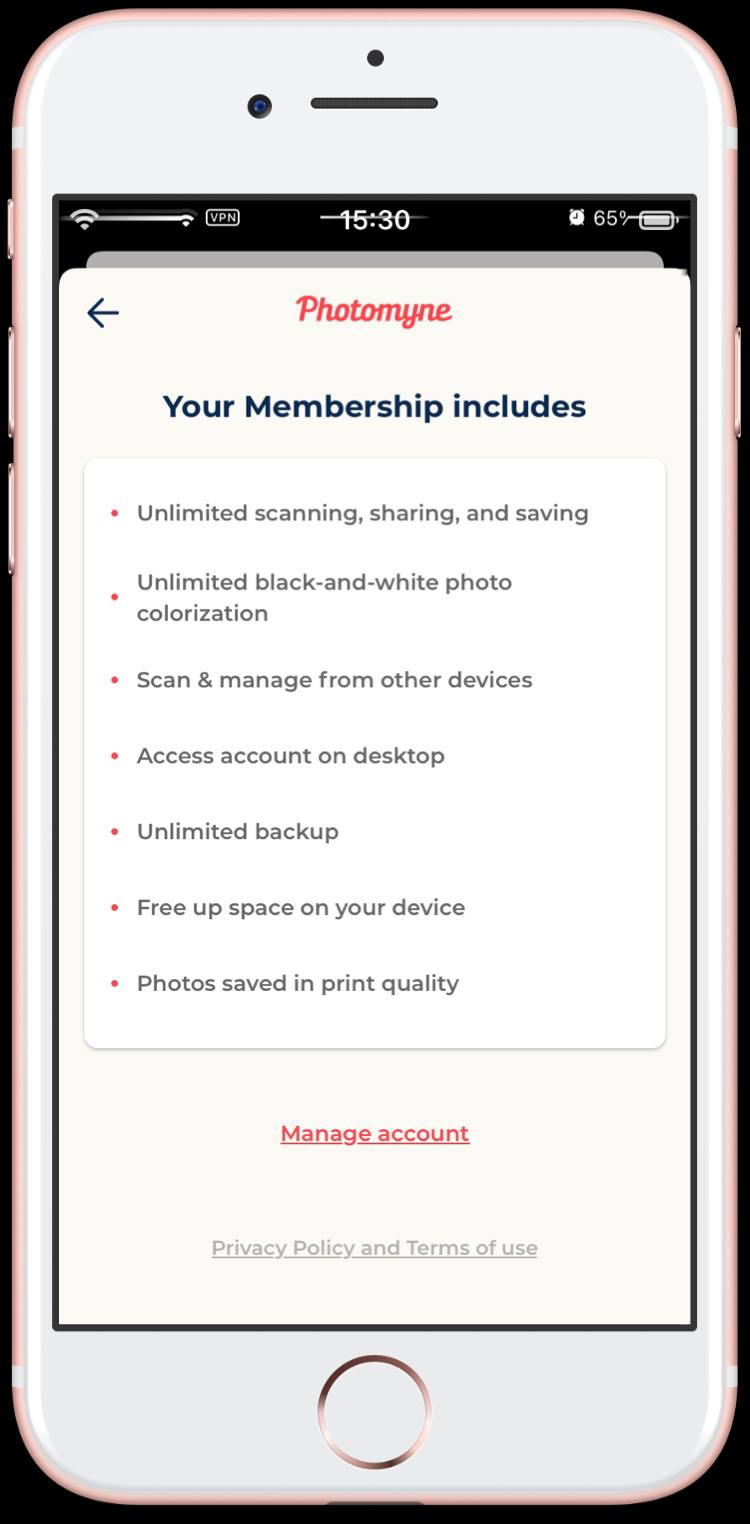 VPN 15:30 65%
Photomyne
Your Membership includes
• Unlimited scanning, sharing, and saving
• Unlimited black-and-white photo
colorization
• Scan & manage from other devices
• Access account on desktop
• Unlimited backup
• Free up space on your device
• Photos saved in print quality
Manage account
Privacy Policy and Terms of use